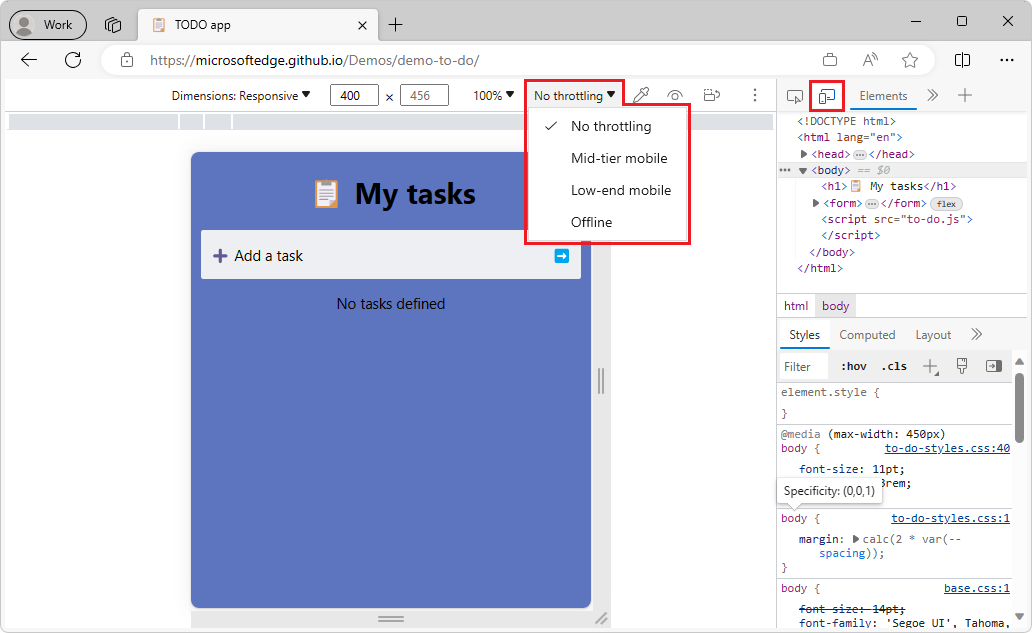 Work
TODO app
https://microsoftedge.github.io/Demos/demo-to-do/
Dimensions: Responsive
400 × 456
100%
No throttling
No throttling
Mid-tier mobile
Low-end mobile
Offline
My tasks
Add a task
No tasks defined
Elements
<!DOCTYPE html>
<html lang="en">
<head> … </head>
<body> == $0
<h1>📋 My tasks</h1>
<form> … </form> flex
<script src="to-do.js">
</script>
</body>
</html>
html body
Styles Computed Layout
Filter :hov .cls
element.style {
}
@media (max-width: 450px)
body { to-do-styles.css:40
font-size: 11pt;
3rem;
Specificity: (0,0,1)
body { to-do-styles.css:1
margin: calc(2 * var(--
spacing));
}
body { base.css:1
font-size: 14pt;
font-family: 'Segoe UI', Tahoma,